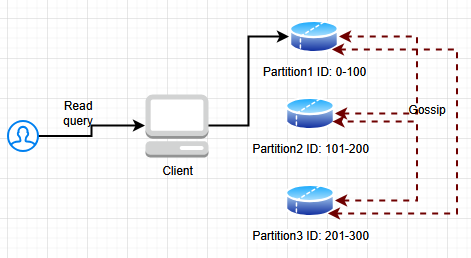 Partition1 ID: 0-100
Read
query
Gossip
Partition2 ID: 101-200
Client
Partition3 ID: 201-300